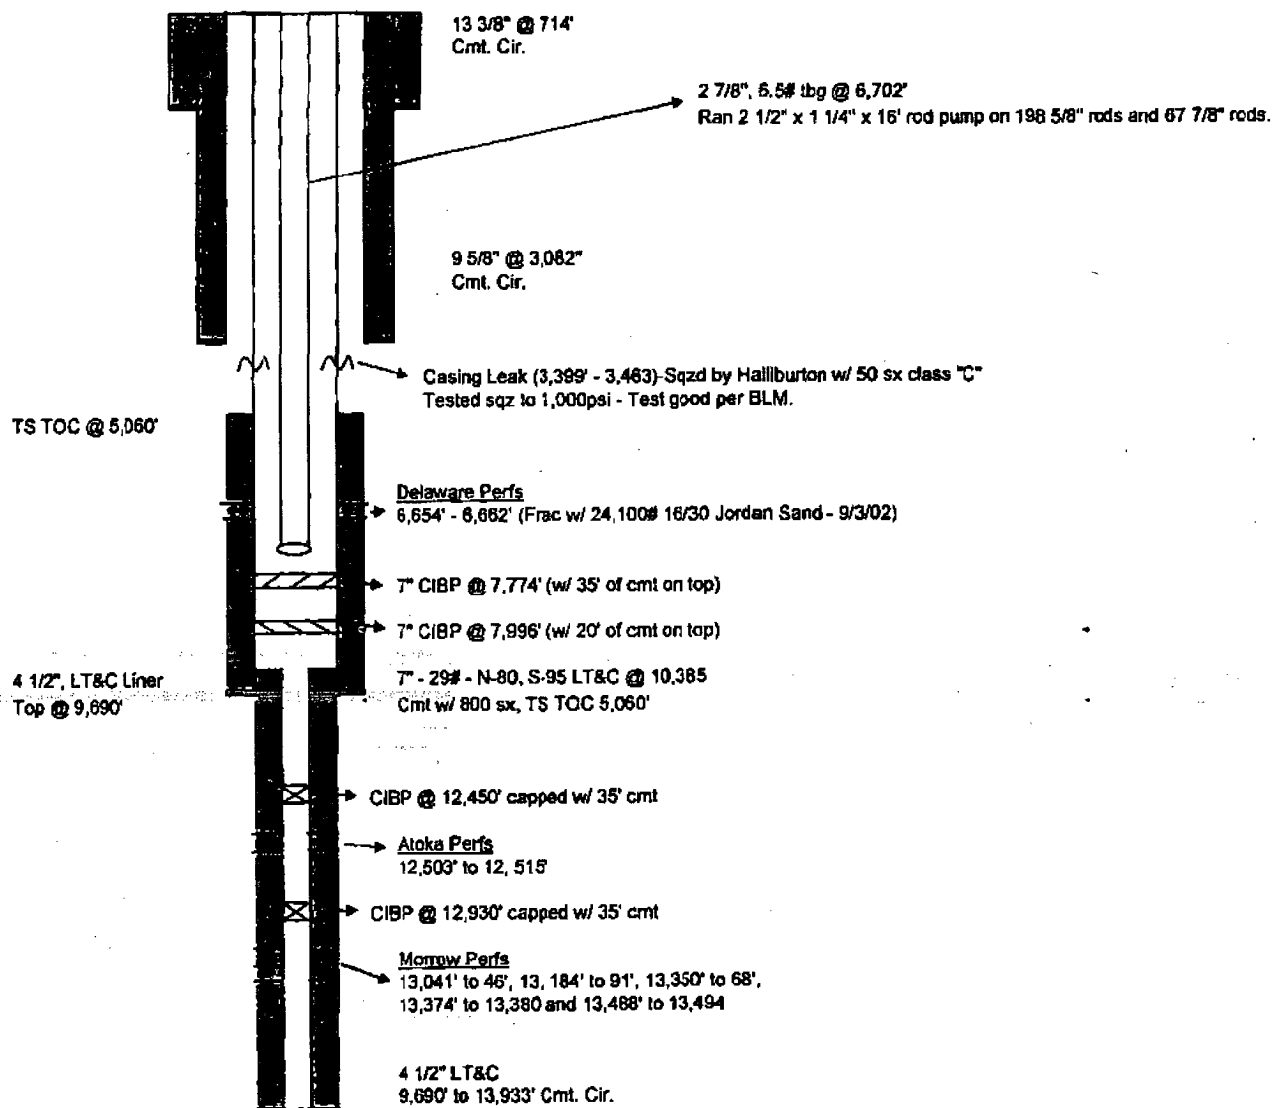 13 3/8" @ 714'
Cmt. Cir.
2 7/8", 6.5# tbg @ 6,702'
Ran 2 1/2" x 1 1/4" x 16' rod pump on 198 5/8" rods and 67 7/8" rods.
9 5/8" @ 3,082"
Cmt. Cir.
Casing Leak (3,399' - 3,463)-Sqzd by Halliburton w/ 50 sx class "C"
Tested sqz to 1,000psi - Test good per BLM.
TS TOC @ 5,060'
Delaware Perfs
6,654' - 6,662' (Frac w/ 24,100# 16/30 Jordan Sand - 9/3/02)
7" CIBP @ 7,774' (w/ 35' of cmt on top)
7" CIBP @ 7,996' (w/ 20' of cmt on top)
4 1/2", LT&C Liner
Top @ 9,690'
7" - 29# - N-80, S-95 LT&C @ 10,385
Cmt w/ 800 sx, TS TOC 5,060'
CIBP @ 12,450' capped w/ 35' cmt
Atoka Perfs
12,503' to 12, 515'
CIBP @ 12,930' capped w/ 35' cmt
Morrow Perfs
13,041' to 46', 13, 184' to 91', 13,350' to 68',
13,374' to 13,380 and 13,488' to 13,494
4 1/2" LT&C
9,690' to 13,933' Cmt. Cir.